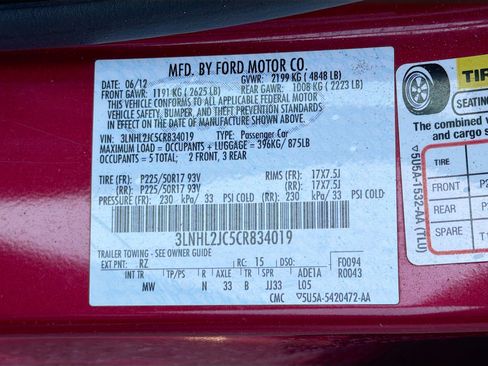 MFD. BY FORD MOTOR CO.
DATE: 06/12 GVWR: 2199 KG ( 4848 LB)
FRONT GAWR: 1191 KG ( 2625 LB) REAR GAWR: 1008 KG ( 2223 LB)
THIS VEHICLE CONFORMS TO ALL APPLICABLE FEDERAL MOTOR
VEHICLE SAFETY, BUMPER, AND THEFT PREVENTION STANDARDS
IN EFFECT ON THE DATE OF MANUFACTURE SHOWN ABOVE.
VIN: 3LNHL2JC5CR834019 TYPE: Passenger Car
MAXIMUM LOAD = OCCUPANTS + LUGGAGE = 396KG / 875LB
OCCUPANTS = 5 TOTAL: 2 FRONT, 3 REAR
TIRE (F): P225/50R17 93V RIMS (F): 17X7.5J
(R): P225/50R17 93V (R): 17X7.5J
PRESSURE (F): 230 kPa/ 33 PSI COLD (R): 230 kPa/ 33 PSI COLD
3LNHL2JC5CR834019
TRAILER TOWING - SEE OWNER GUIDE
EXT PNT: RZ RC: 15 DSO: F0094
INT TR TP/PS R AXLE TR SPR ADE1A R0043
MW N 33 B JJ33 L05
CMC ▽5U5A-5420472-AA
TIR
SEATING
The combined w
and cargo s
▽5U5A-1532-AA (TLU)
TIRE
FRONT P2
REAR P2
SPARE T1